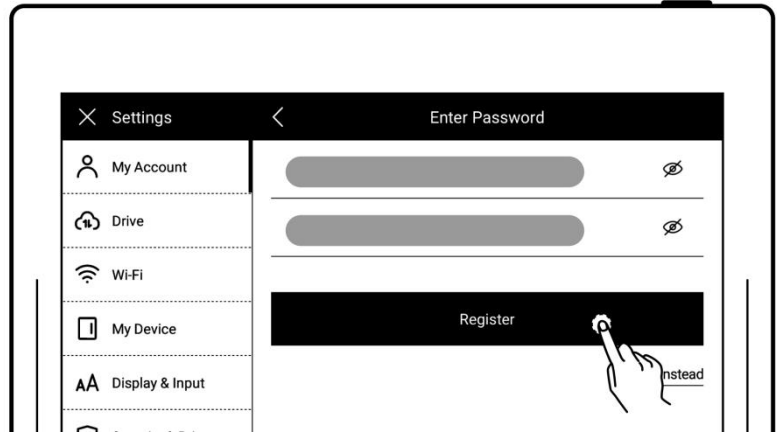 Settings
Enter Password
My Account
Drive
Wi-Fi
My Device
Register
Display & Input
nstead